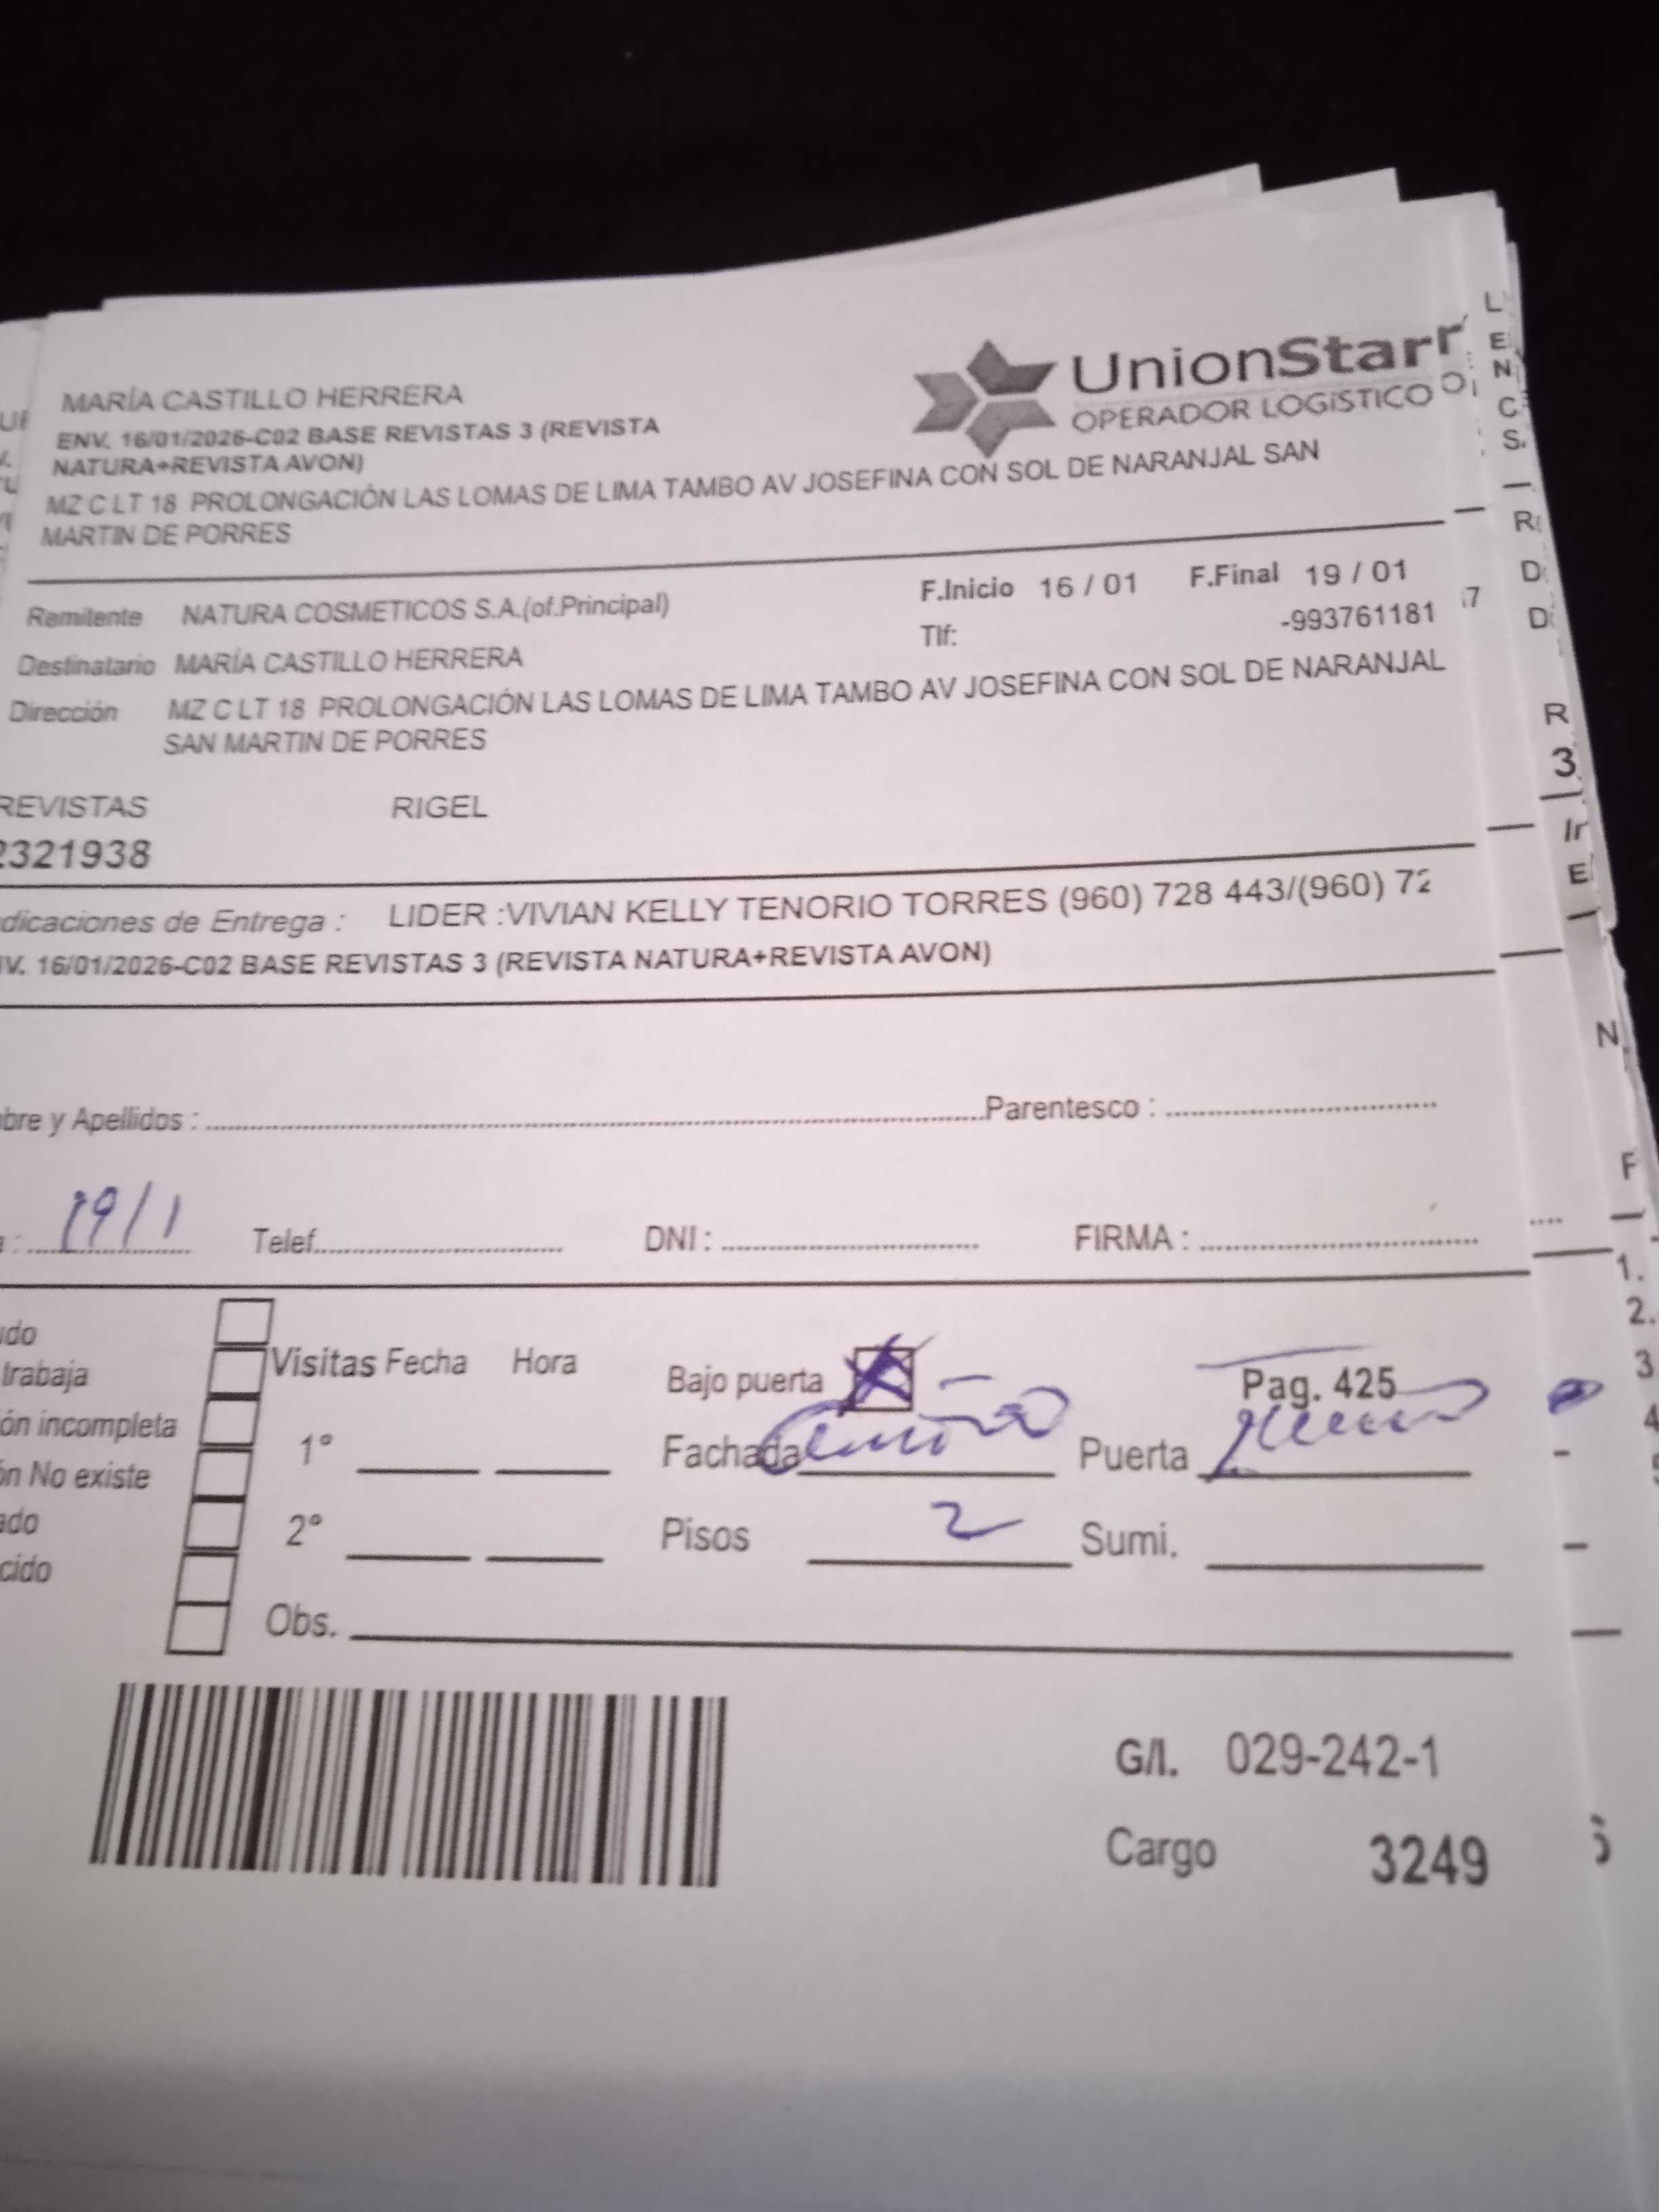 MARÍA CASTILLO HERRERA
UnionStar
OPERADOR LOGíSTICO
ENV. 16/01/2026-C02 BASE REVISTAS 3 (REVISTA
NATURA+REVISTA AVON)
MZ C LT 18 PROLONGACIÓN LAS LOMAS DE LIMA TAMBO AV JOSEFINA CON SOL DE NARANJAL SAN
MARTIN DE PORRES
Remitente NATURA COSMETICOS S.A.(of.Principal) F.Inicio 16 / 01 F.Final 19 / 01
Tlf: -993761181
Destinatario MARÍA CASTILLO HERRERA
Dirección MZ C LT 18 PROLONGACIÓN LAS LOMAS DE LIMA TAMBO AV JOSEFINA CON SOL DE NARANJAL
SAN MARTIN DE PORRES
REVISTAS RIGEL
2321938
dicaciones de Entrega : LIDER :VIVIAN KELLY TENORIO TORRES (960) 728 443/(960) 72
IV. 16/01/2026-C02 BASE REVISTAS 3 (REVISTA NATURA+REVISTA AVON)
bre y Apellidos : Parentesco :
19/1 Telef. DNI : FIRMA :
udo
trabaja
ón incompleta
ón No existe
ado
cido
Visitas Fecha Hora
1°
2°
Obs.
Bajo puerta X Pag. 425
Fachada Puerta
Pisos 2 Sumi.
G/I. 029-242-1
Cargo 3249